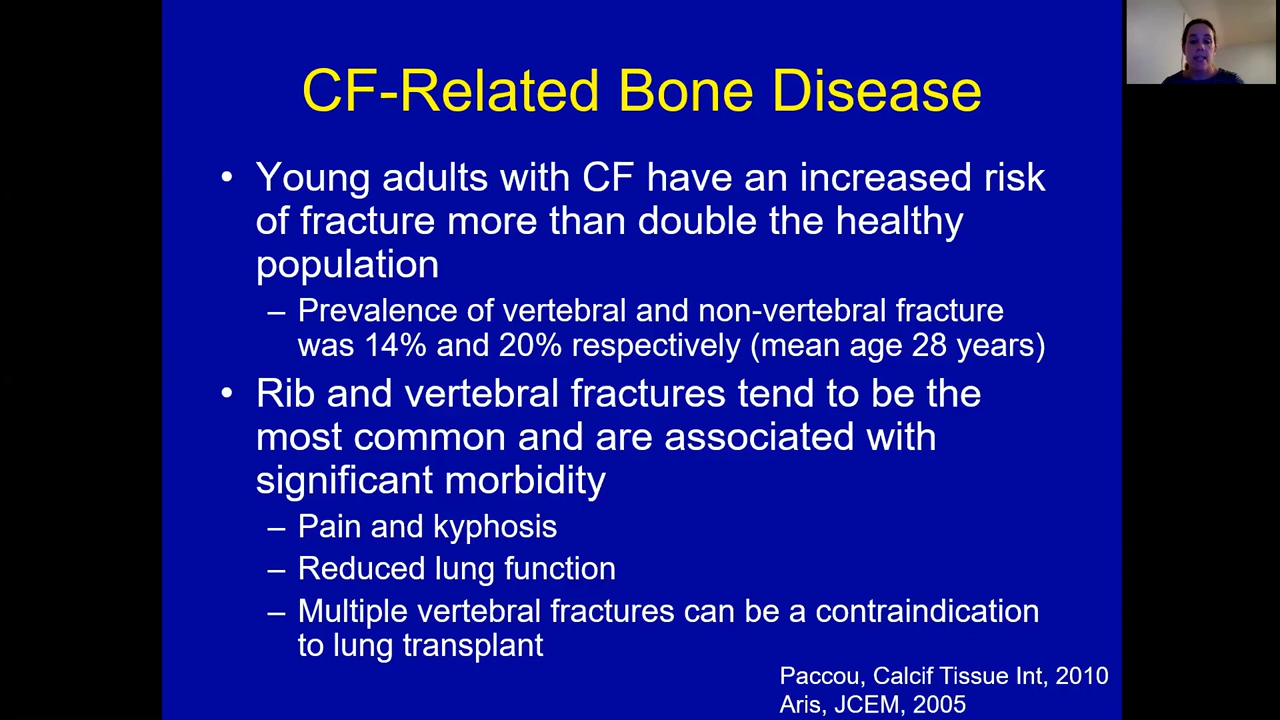 CF-Related Bone Disease
• Young adults with CF have an increased risk
of fracture more than double the healthy
population
– Prevalence of vertebral and non-vertebral fracture
was 14% and 20% respectively (mean age 28 years)
• Rib and vertebral fractures tend to be the
most common and are associated with
significant morbidity
– Pain and kyphosis
– Reduced lung function
– Multiple vertebral fractures can be a contraindication
to lung transplant
Paccou, Calcif Tissue Int, 2010
Aris, JCEM, 2005